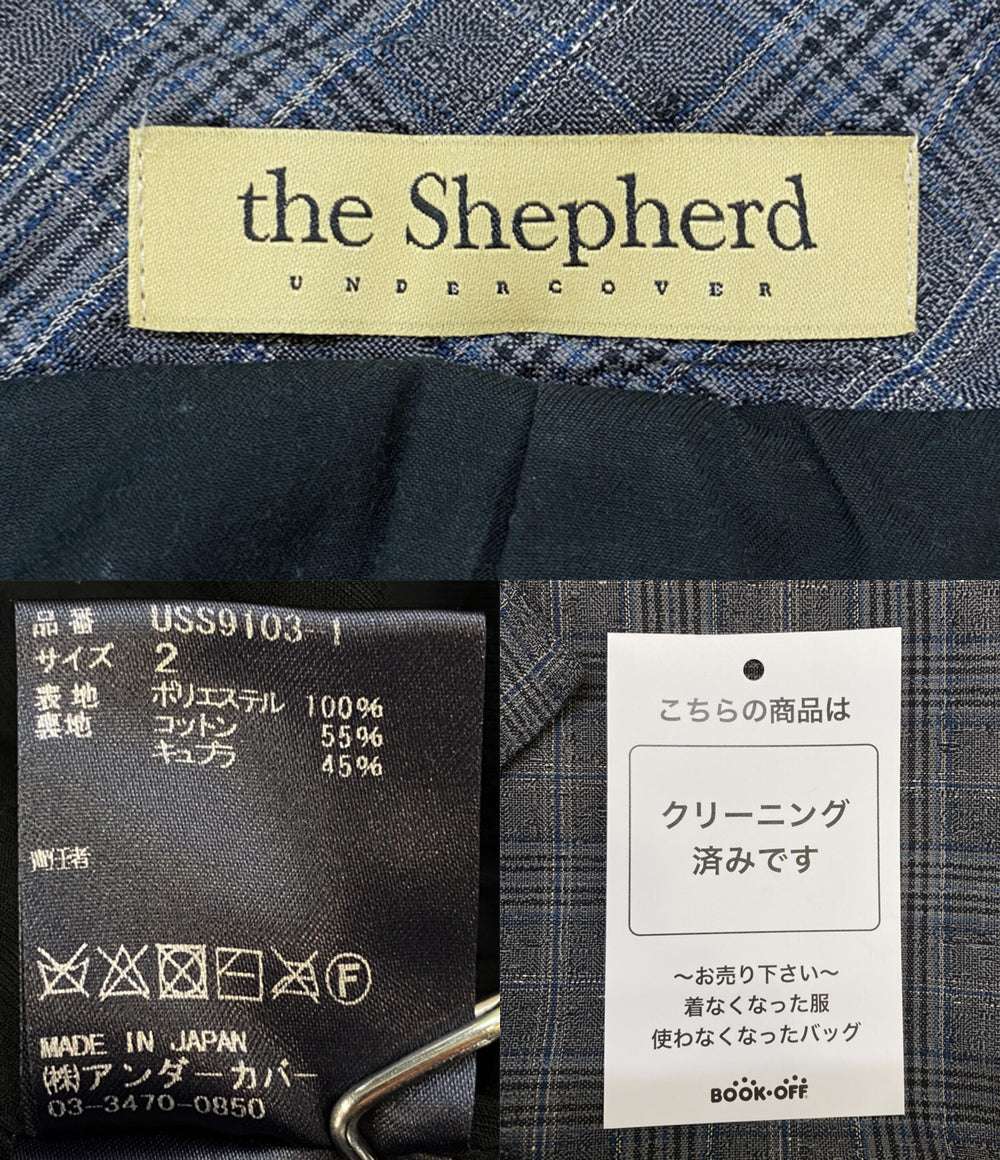 the Shepherd
UNDERCOVER
品番 USS9103-1
サイズ 2
表地 ポリエステル 100%
裏地 コットン 55%
キュプラ 45%
責任者
F
MADE IN JAPAN
(株)アンダーカバー
03-3470-0850
こちらの商品は
クリーニング
済みです
～お売り下さい～
着なくなった服
使わなくなったバッグ
BOOK・OFF